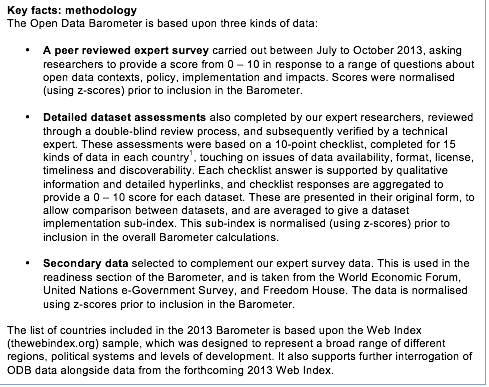 Key facts: methodology
The Open Data Barometer is based upon three kinds of data:
• A peer reviewed expert survey carried out between July to October 2013, asking
researchers to provide a score from 0 – 10 in response to a range of questions about
open data contexts, policy, implementation and impacts. Scores were normalised
(using z-scores) prior to inclusion in the Barometer.
• Detailed dataset assessments also completed by our expert researchers, reviewed
through a double-blind review process, and subsequently verified by a technical
expert. These assessments were based on a 10-point checklist, completed for 15
kinds of data in each country¹, touching on issues of data availability, format, license,
timeliness and discoverability. Each checklist answer is supported by qualitative
information and detailed hyperlinks, and checklist responses are aggregated to
provide a 0 – 10 score for each dataset. These are presented in their original form, to
allow comparison between datasets, and are averaged to give a dataset
implementation sub-index. This sub-index is normalised (using z-scores) prior to
inclusion in the overall Barometer calculations.
• Secondary data selected to complement our expert survey data. This is used in the
readiness section of the Barometer, and is taken from the World Economic Forum,
United Nations e-Government Survey, and Freedom House. The data is normalised
using z-scores prior to inclusion in the Barometer.
The list of countries included in the 2013 Barometer is based upon the Web Index
(thewebindex.org) sample, which was designed to represent a broad range of different
regions, political systems and levels of development. It also supports further interrogation of
ODB data alongside data from the forthcoming 2013 Web Index.